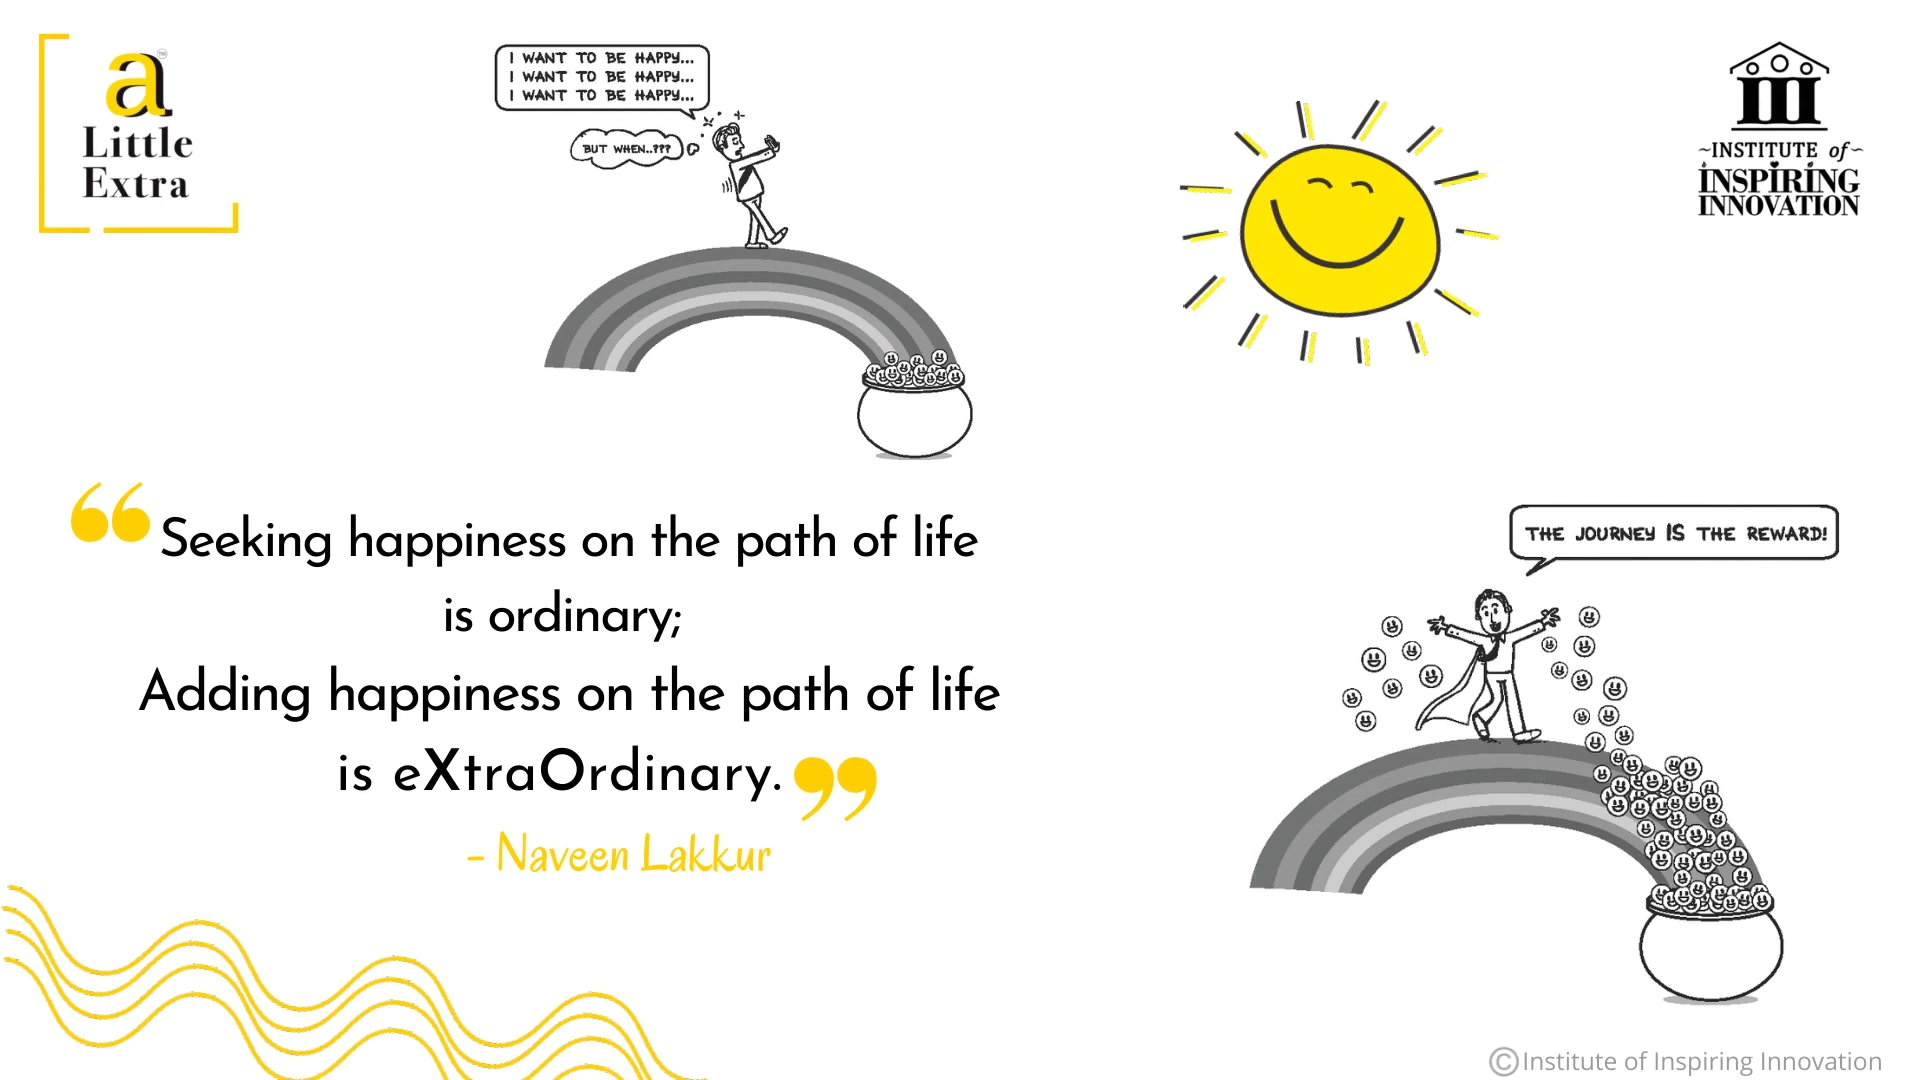 a™
Little
Extra
I WANT TO BE HAPPY...
I WANT TO BE HAPPY...
I WANT TO BE HAPPY...
BUT WHEN..???
~INSTITUTE of~
INSPIRING
INNOVATION
“Seeking happiness on the path of life
is ordinary;
Adding happiness on the path of life
is eXtraOrdinary.”
- Naveen Lakkur
THE JOURNEY IS THE REWARD!
©Institute of Inspiring Innovation